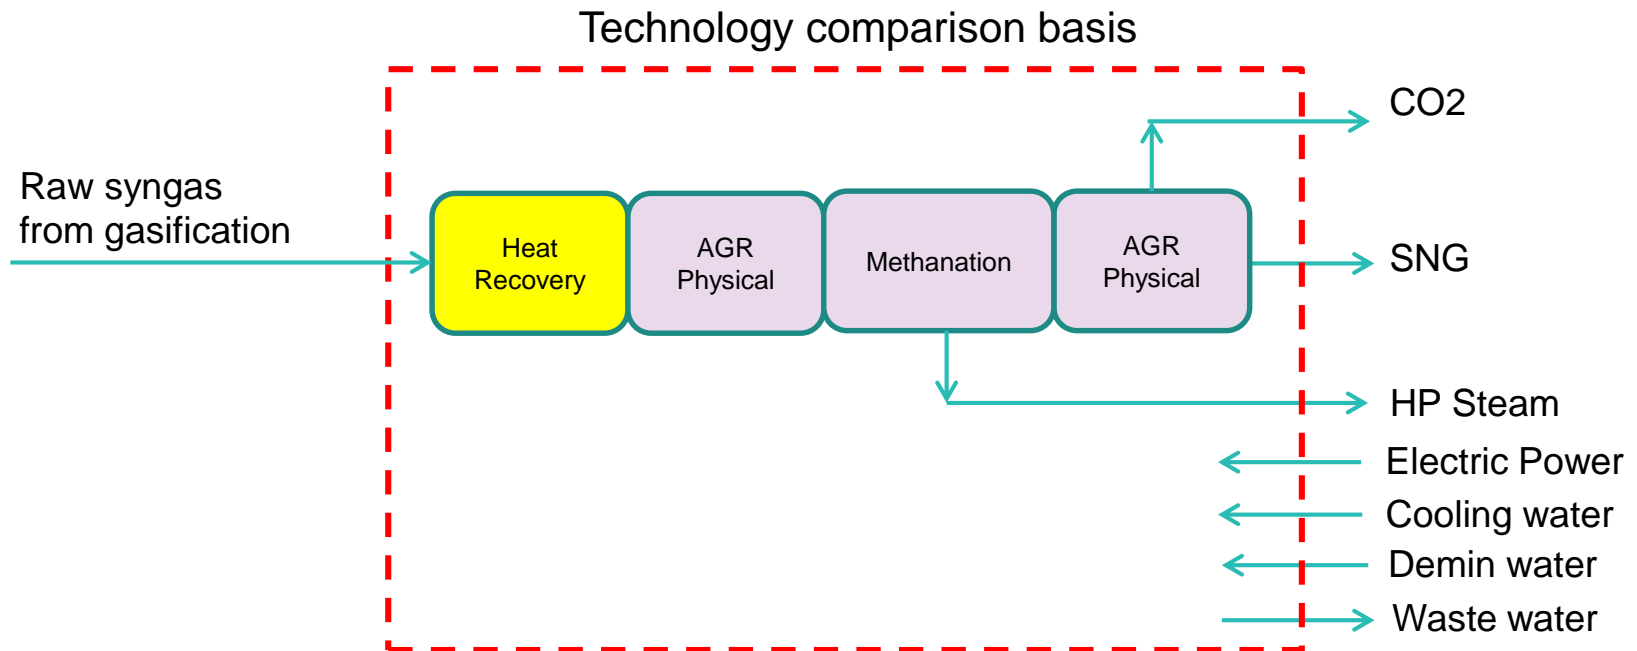 Technology comparison basis
CO2
Raw syngas
from gasification
Heat
Recovery
AGR
Physical
Methanation
AGR
Physical
SNG
HP Steam
Electric Power
Cooling water
Demin water
Waste water